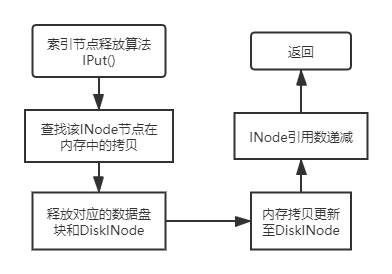 索引节点释放算法
IPut()
查找该INode节点在
内存中的拷贝
释放对应的数据盘
块和DiskINode
内存拷贝更新
至DiskINode
INode引用数递减
返回